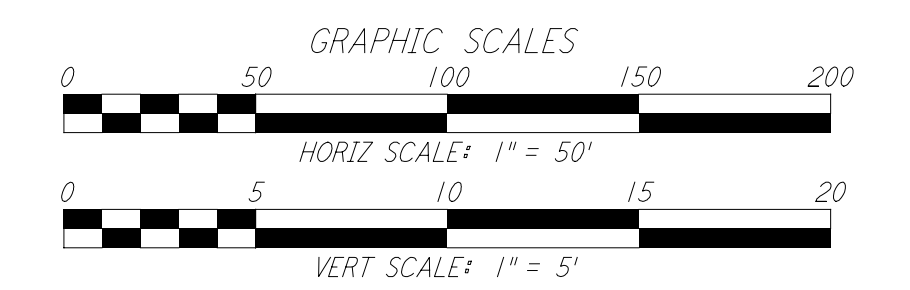 GRAPHIC SCALES
0 50 100 150 200
HORIZ SCALE: 1" = 50'
0 5 10 15 20
VERT SCALE: 1" = 5'